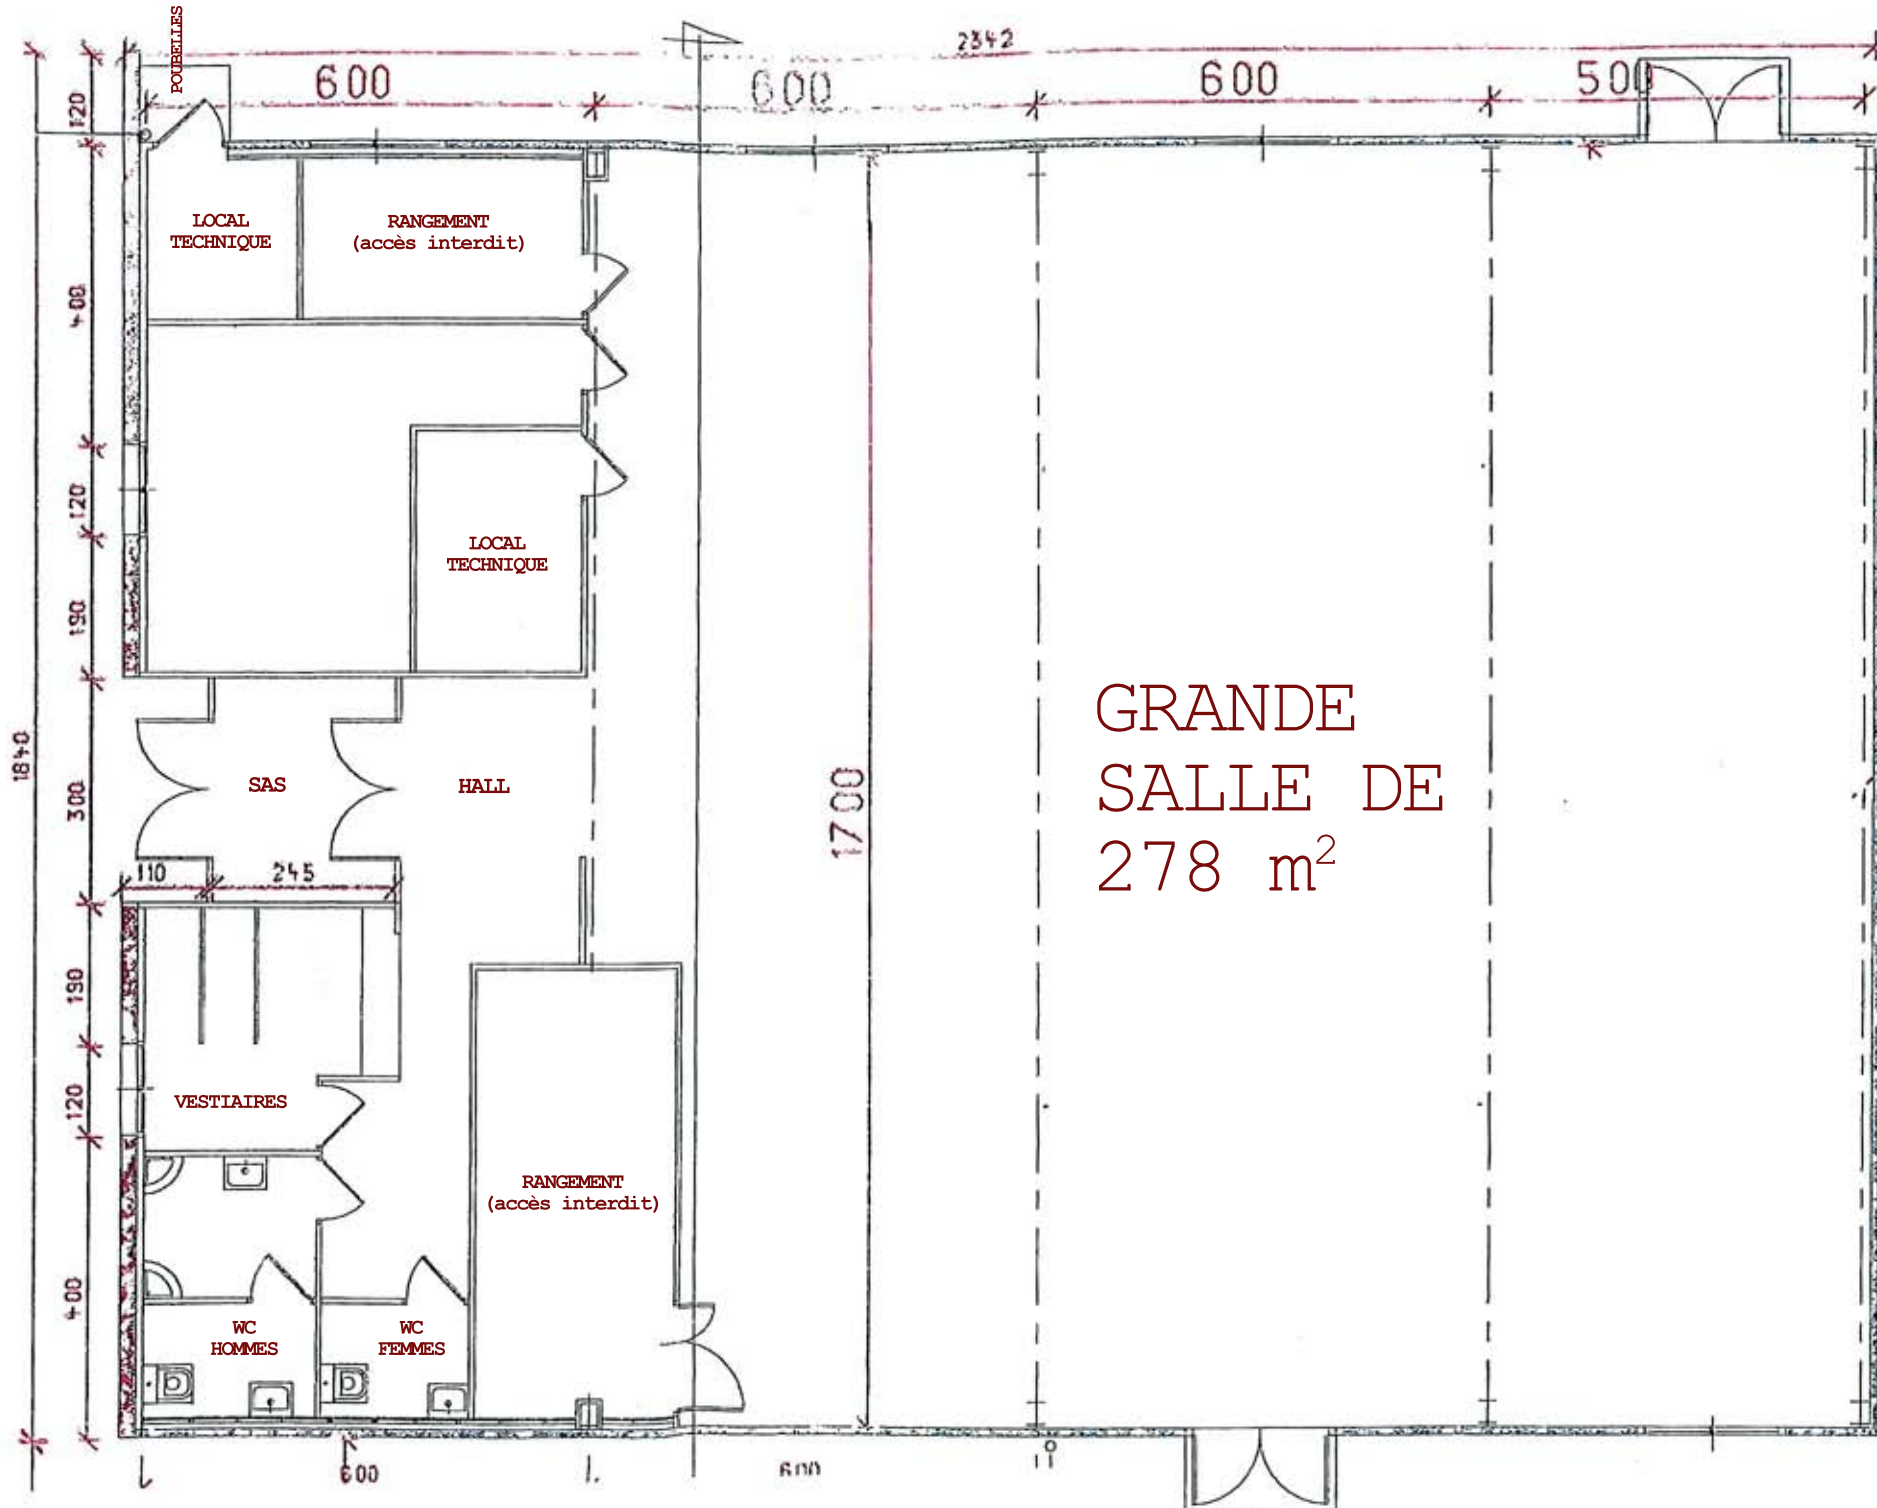 POUBELLES
2342
600
600
600
500
120
LOCAL
TECHNIQUE
RANGEMENT
(accès interdit)
400
120
LOCAL
TECHNIQUE
190
1840
300
SAS
HALL
1700
GRANDE
SALLE DE
278 m²
110
245
190
120
VESTIAIRES
RANGEMENT
(accès interdit)
400
WC
HOMMES
WC
FEMMES
600
600